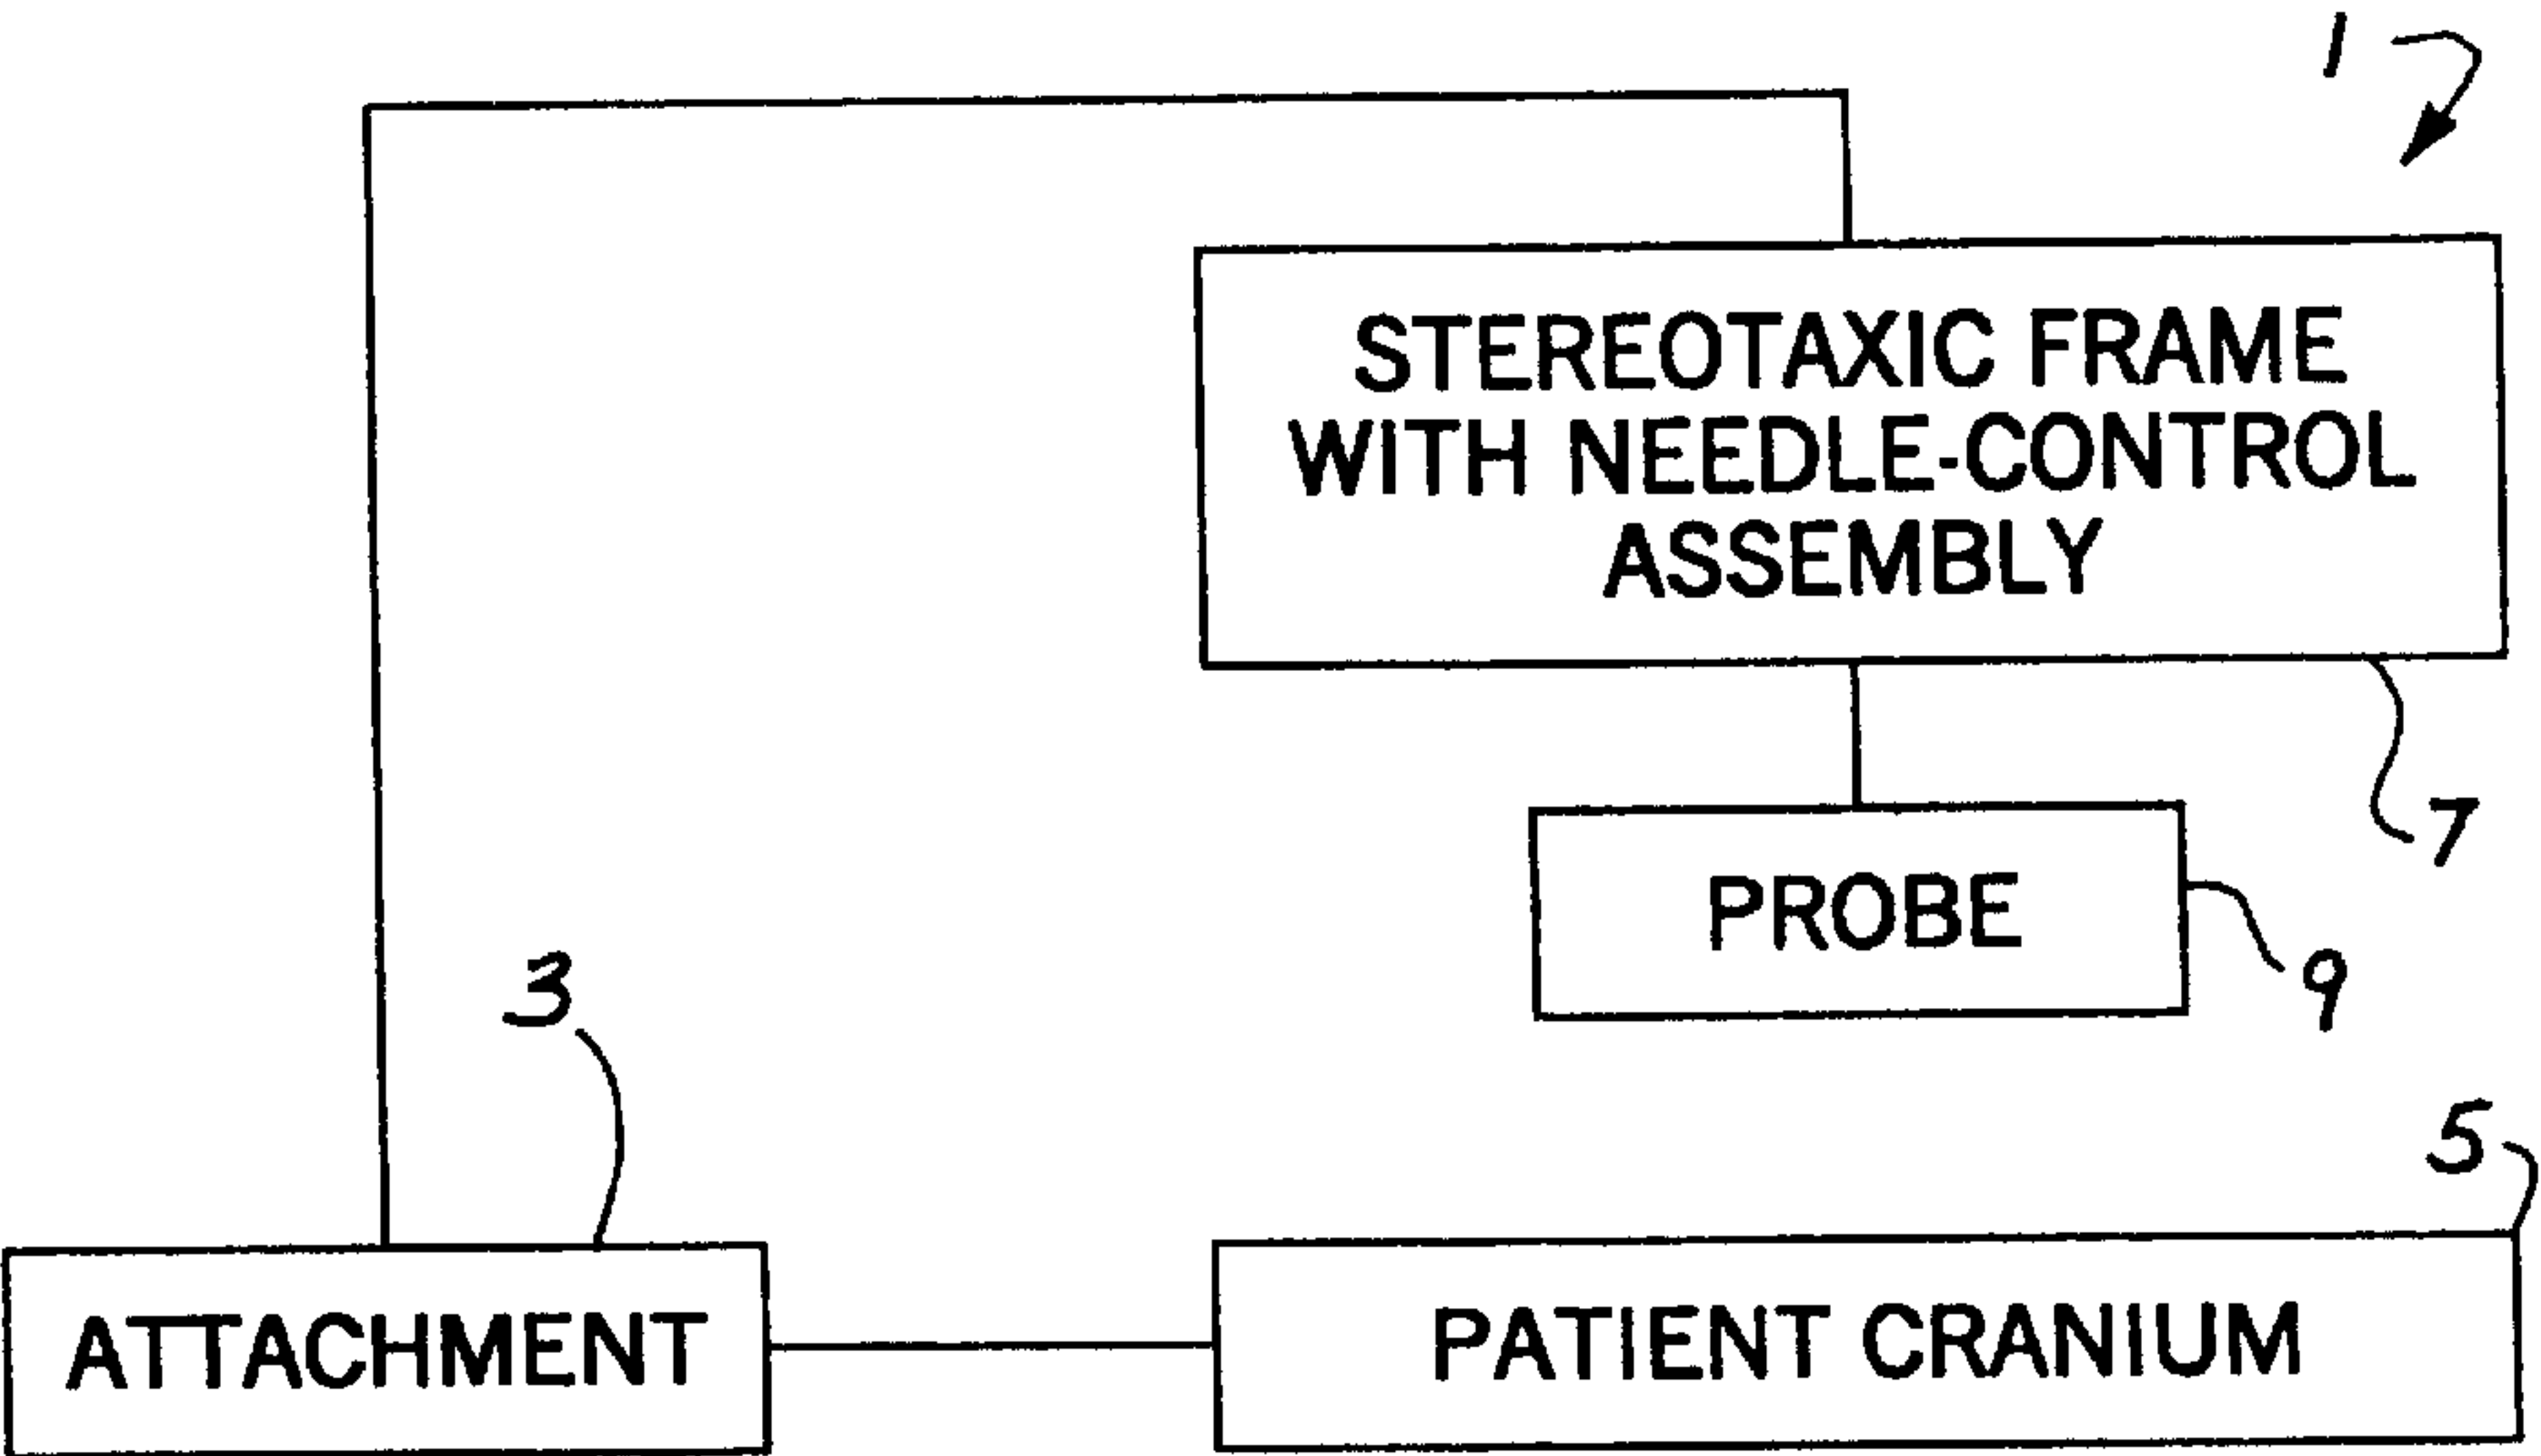 1
STEREOTAXIC FRAME
WITH NEEDLE-CONTROL
ASSEMBLY
7
PROBE
9
3
5
ATTACHMENT
PATIENT CRANIUM